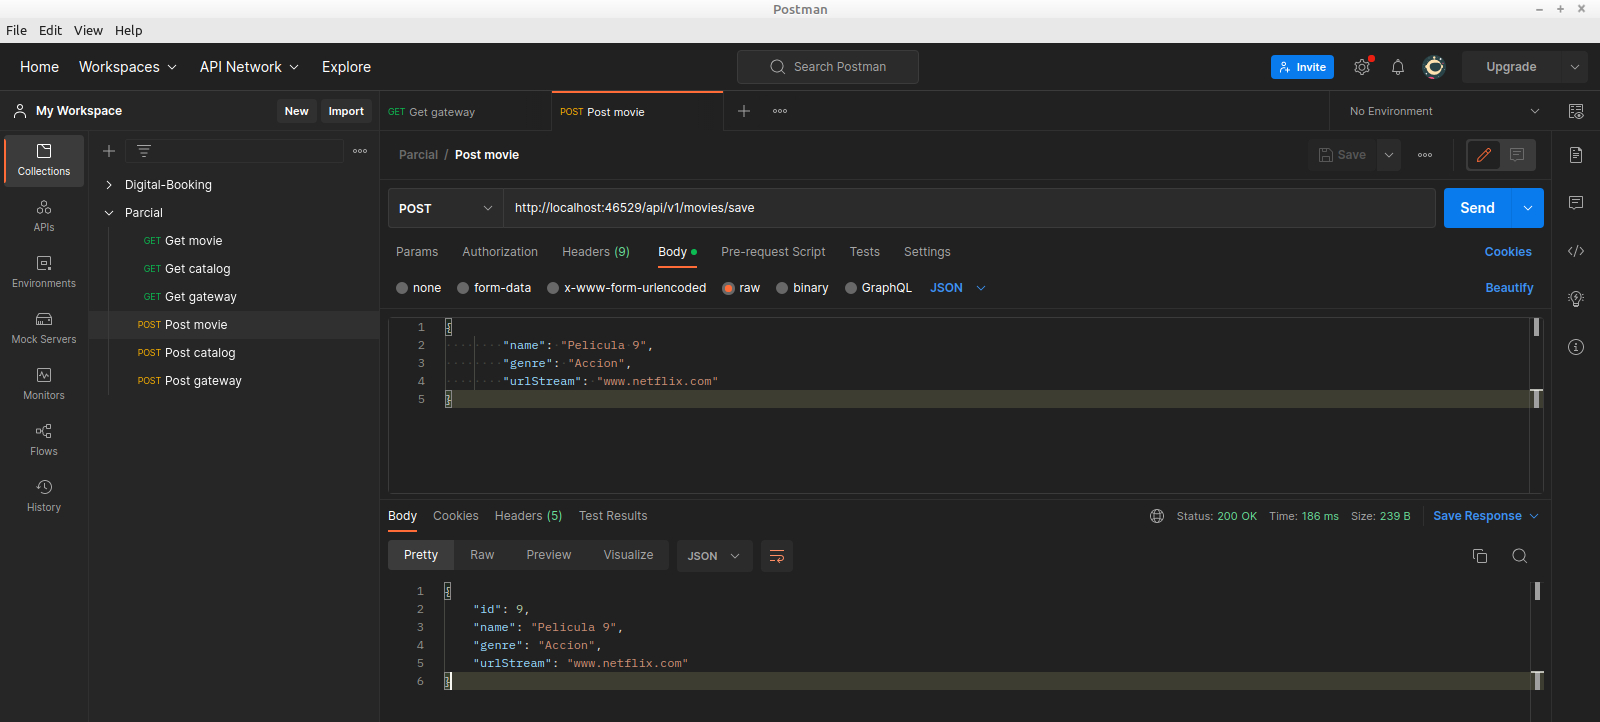 Postman
File Edit View Help
Home Workspaces API Network Explore Search Postman Invite Upgrade
My Workspace New Import GET Get gateway POST Post movie No Environment
Collections
APIs
Environments
Mock Servers
Monitors
Flows
History
Digital-Booking
Parcial
GET Get movie
GET Get catalog
GET Get gateway
POST Post movie
POST Post catalog
POST Post gateway
Parcial / Post movie Save
POST http://localhost:46529/api/v1/movies/save Send
Params Authorization Headers (9) Body Pre-request Script Tests Settings Cookies
none form-data x-www-form-urlencoded raw binary GraphQL JSON Beautify
1 {
2 "name": "Pelicula 9",
3 "genre": "Accion",
4 "urlStream": "www.netflix.com"
5 }
Body Cookies Headers (5) Test Results Status: 200 OK Time: 186 ms Size: 239 B Save Response
Pretty Raw Preview Visualize JSON
1 {
2 "id": 9,
3 "name": "Pelicula 9",
4 "genre": "Accion",
5 "urlStream": "www.netflix.com"
6 }